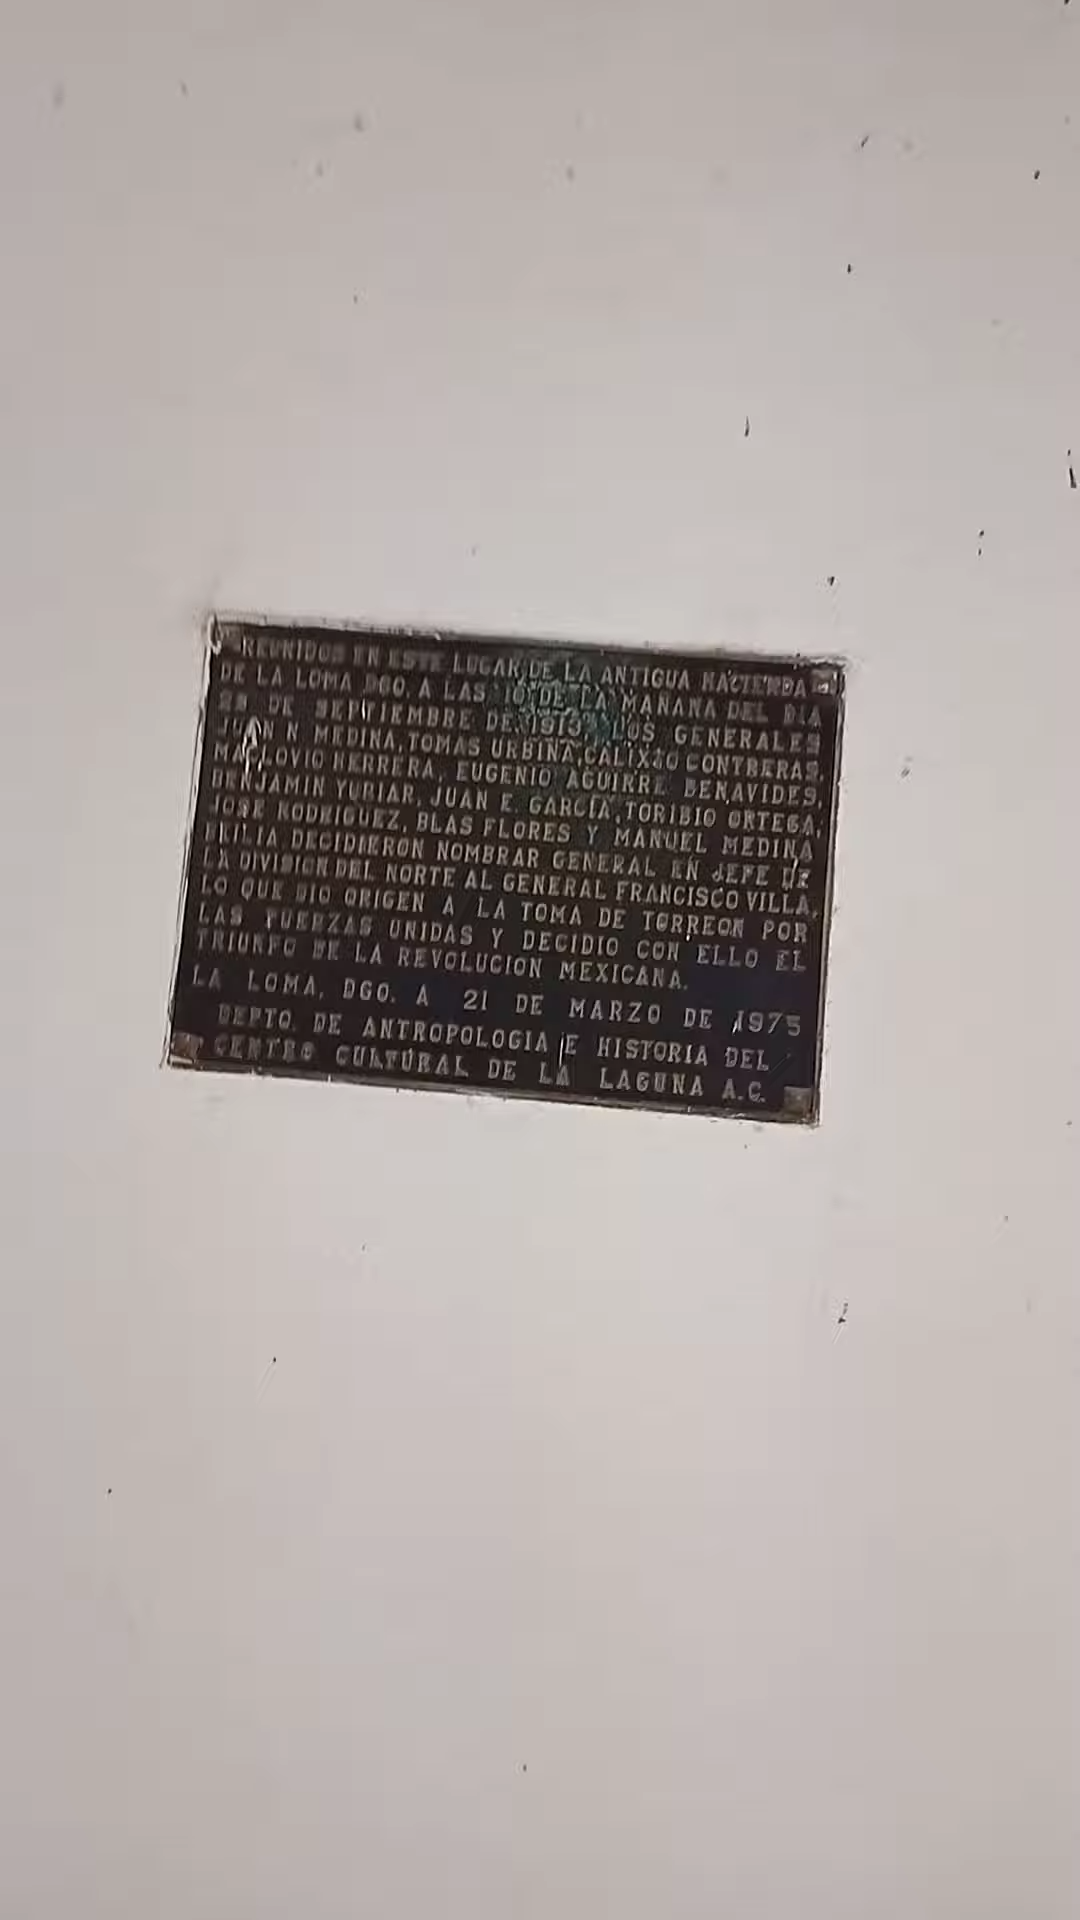 REUNIDOS EN ESTE LUGAR DE LA ANTIGUA HACIENDA
DE LA LOMA DGO. A LAS 10 DE LA MAÑANA DEL DIA
DE SEPTIEMBRE DE 1913, LOS GENERALES
JUAN N MEDINA, TOMAS URBINA, CALIXTO CONTRERAS,
MACLOVIO HERRERA, EUGENIO AGUIRRE BENAVIDES,
BENJAMIN YURIAR, JUAN E. GARCIA, TORIBIO ORTEGA,
JOSE RODRIGUEZ, BLAS FLORES Y MANUEL MEDINA
DECIDIERON NOMBRAR GENERAL EN JEFE DE
LA DIVISION DEL NORTE AL GENERAL FRANCISCO VILLA,
LO QUE DIO ORIGEN A LA TOMA DE TORREON POR
LAS FUERZAS UNIDAS Y DECIDIO CON ELLO EL
TRIUNFO DE LA REVOLUCION MEXICANA.
LA LOMA, DGO. A 21 DE MARZO DE 1975
DEPTO. DE ANTROPOLOGIA E HISTORIA DEL
CENTRO CULTURAL DE LA LAGUNA A.C.